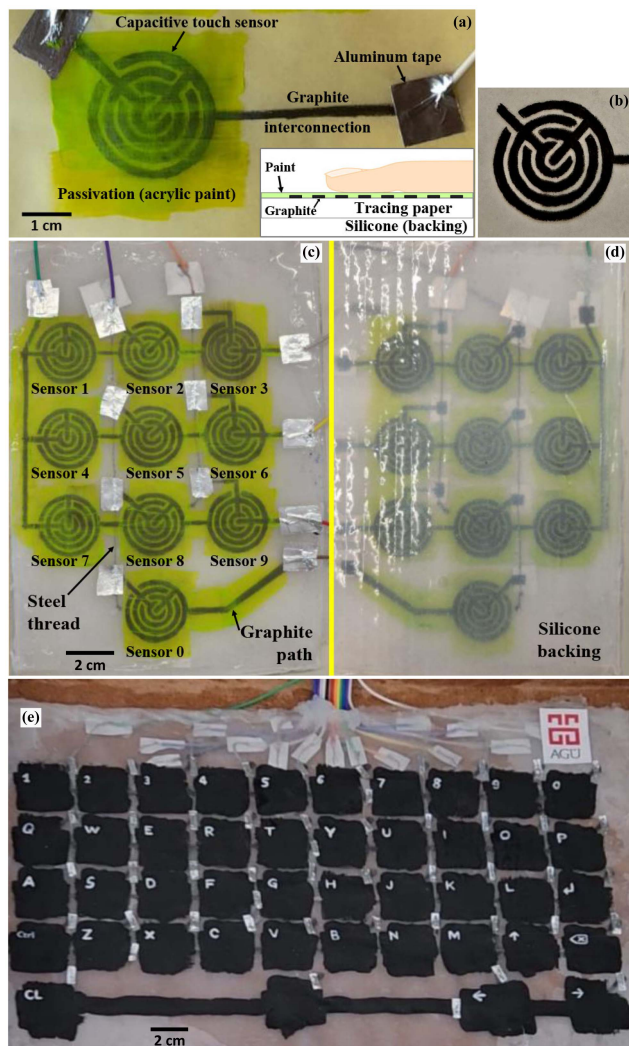 (a)
Capacitive touch sensor
Aluminum tape
Graphite
interconnection
Passivation (acrylic paint)
1 cm
Paint
Graphite
Tracing paper
Silicone (backing)
(b)
(c)
Sensor 1 Sensor 2 Sensor 3
Sensor 4 Sensor 5 Sensor 6
Sensor 7 Sensor 8 Sensor 9
Steel
thread
Sensor 0
Graphite
path
2 cm
(d)
Silicone
backing
(e)
AGÜ
1 2 3 4 5 6 7 8 9 0
Q W E R T Y U I O P
A S D F G H J K L ↵
Ctrl Z X C V B N M ↑ ⌫
CL ← →
2 cm